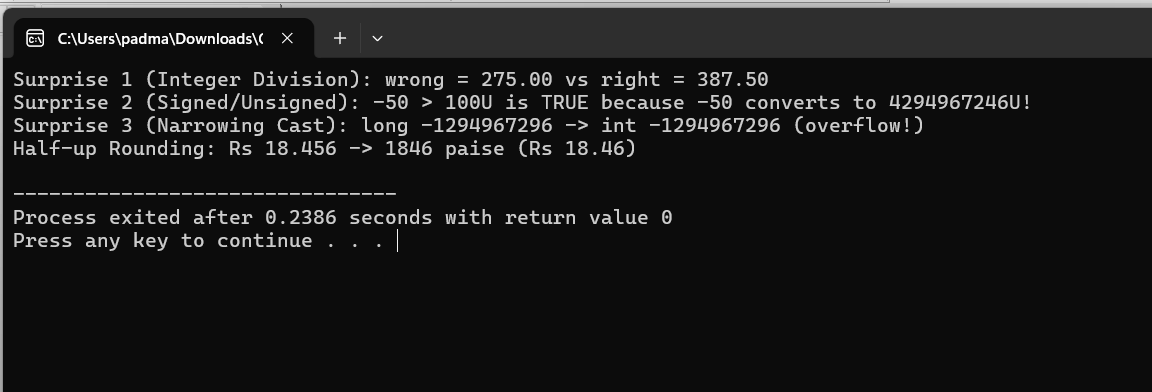 C:\Users\padma\Downloads\(
Surprise 1 (Integer Division): wrong = 275.00 vs right = 387.50
Surprise 2 (Signed/Unsigned): -50 > 100U is TRUE because -50 converts to 4294967246U!
Surprise 3 (Narrowing Cast): long -1294967296 -> int -1294967296 (overflow!)
Half-up Rounding: Rs 18.456 -> 1846 paise (Rs 18.46)
--------------------------------
Process exited after 0.2386 seconds with return value 0
Press any key to continue . . .